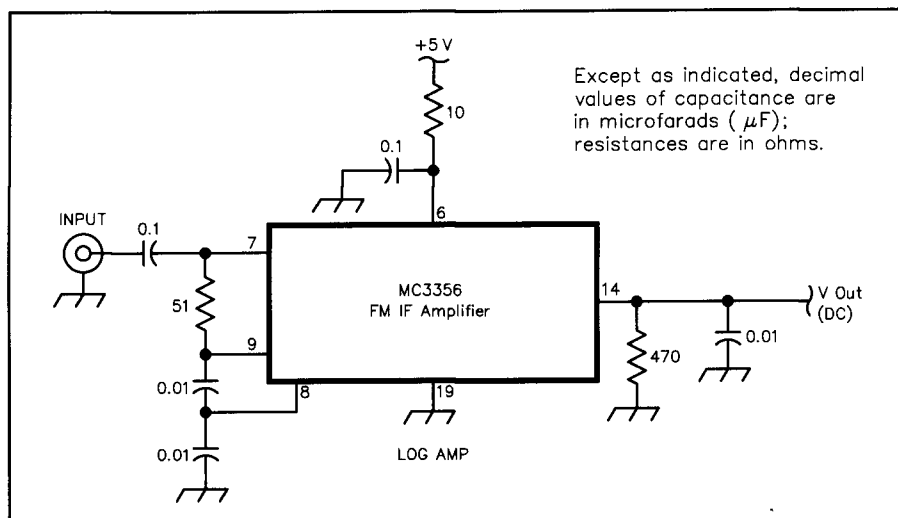 +5 V
10
0.1
6
Except as indicated, decimal
values of capacitance are
in microfarads ( µF);
resistances are in ohms.
INPUT
0.1
7
51
9
0.01
8
0.01
MC3356
FM IF Amplifier
19
LOG AMP
14
V Out
(DC)
470
0.01